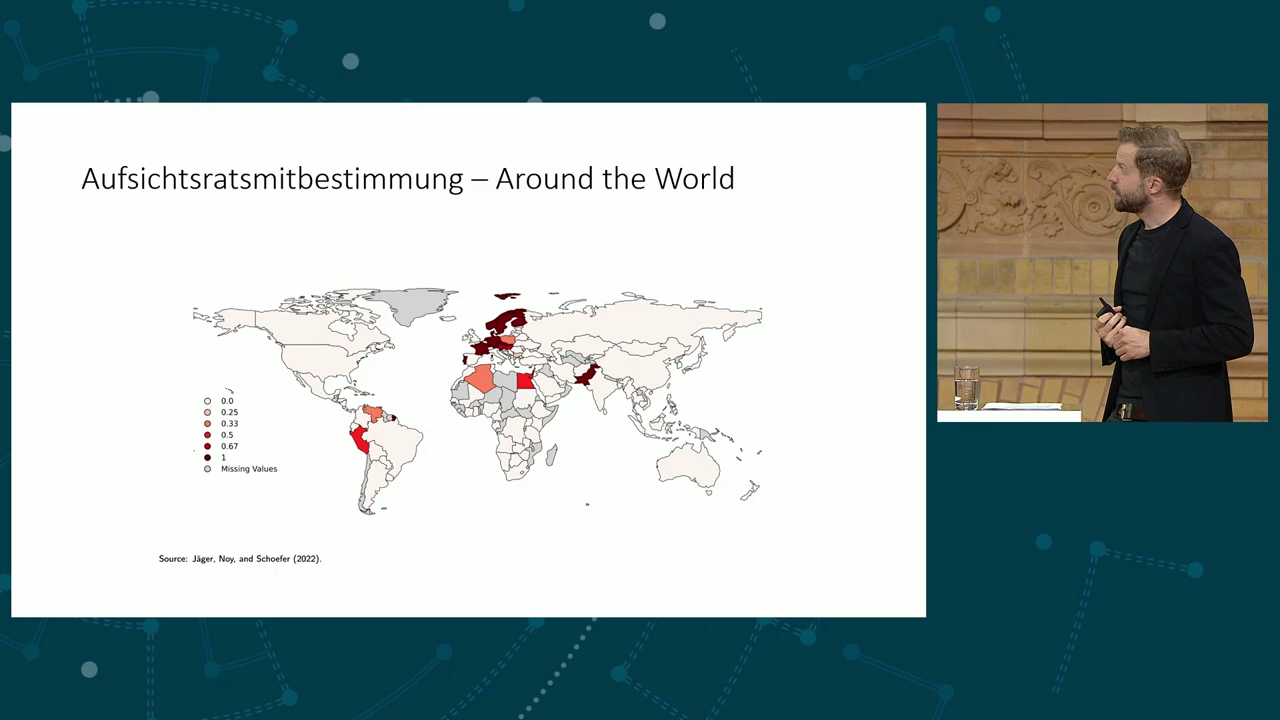 Aufsichtsratsmitbestimmung – Around the World
0.0
0.25
0.33
0.5
0.67
1
Missing Values
Source: Jäger, Noy, and Schoefer (2022).